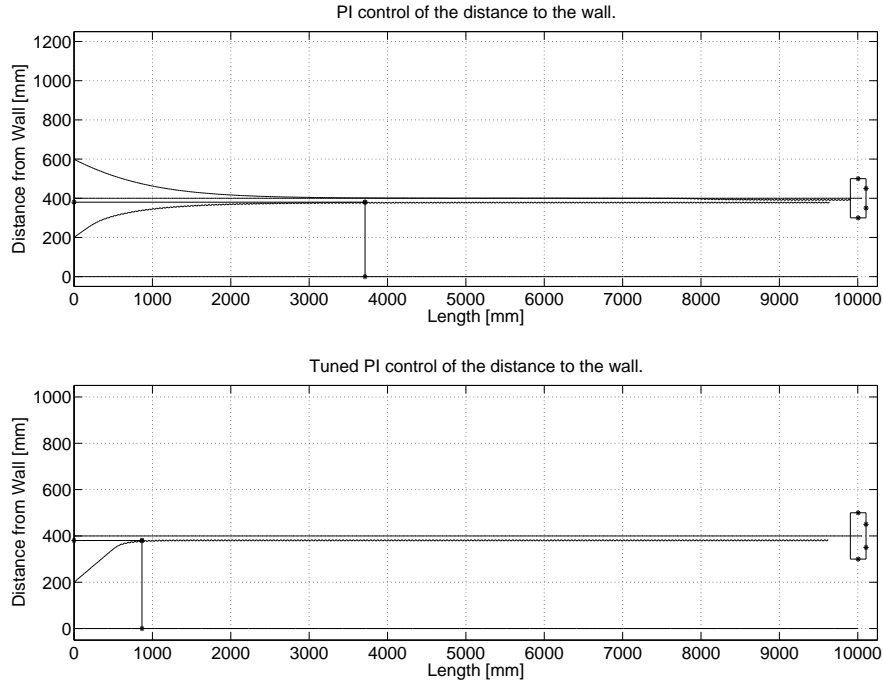 PI control of the distance to the wall.
1200
1000
800
600
400
200
0
Distance from Wall [mm]
0 1000 2000 3000 4000 5000 6000 7000 8000 9000 10000
Length [mm]
Tuned PI control of the distance to the wall.
1000
800
600
400
200
0
Distance from Wall [mm]
0 1000 2000 3000 4000 5000 6000 7000 8000 9000 10000
Length [mm]